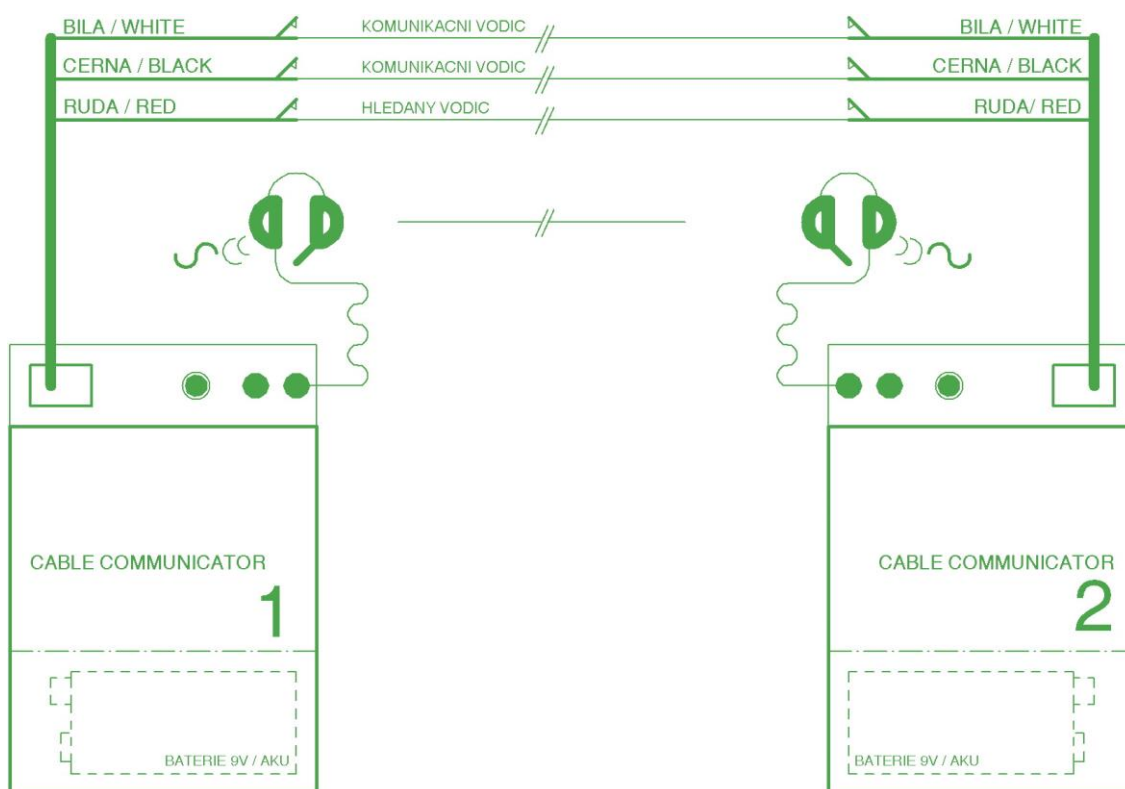 BILA / WHITE KOMUNIKACNI VODIC BILA / WHITE
CERNA / BLACK KOMUNIKACNI VODIC CERNA / BLACK
RUDA / RED HLEDANY VODIC RUDA/ RED
CABLE COMMUNICATOR CABLE COMMUNICATOR
1 2
BATERIE 9V / AKU BATERIE 9V / AKU